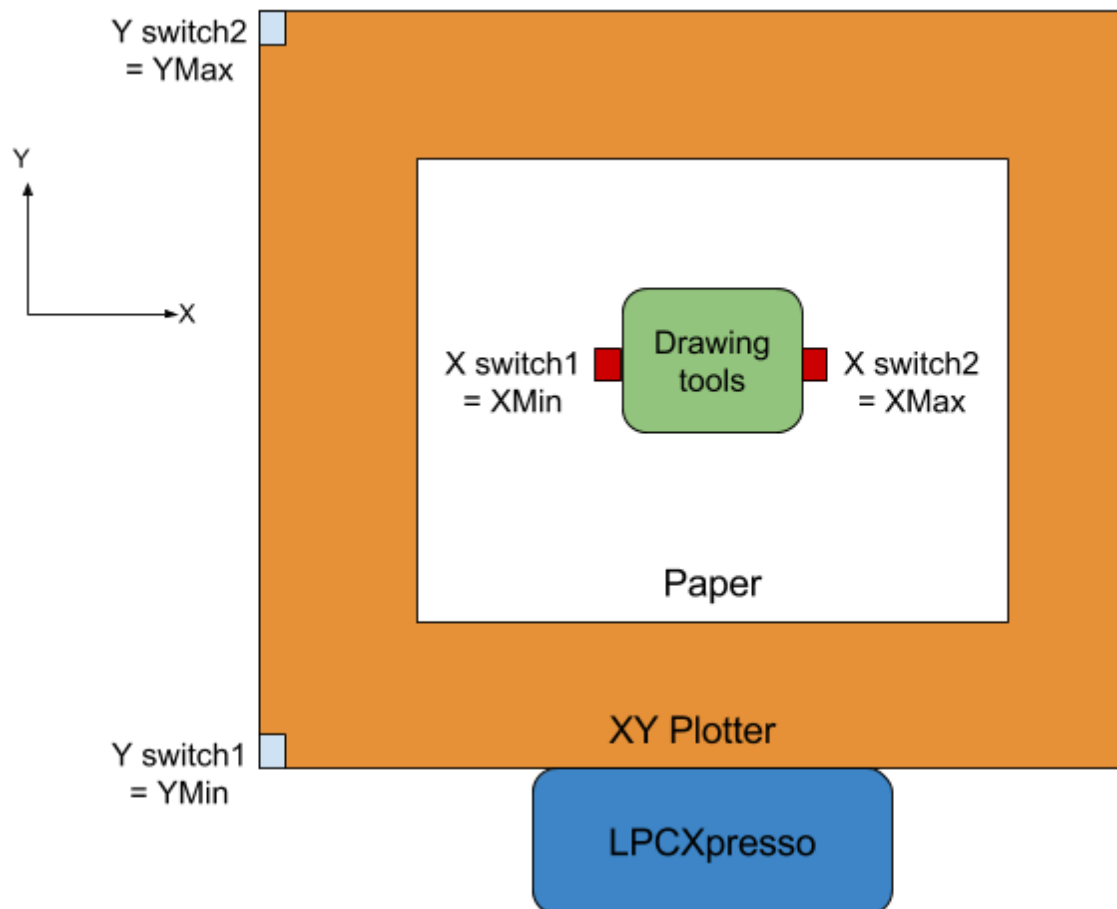 Y switch2
= YMax
Y
X
Drawing
tools
X switch1
= XMin
X switch2
= XMax
Paper
XY Plotter
Y switch1
= YMin
LPCXpresso